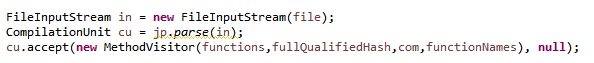 FileInputStream in = new FileInputStream(file);
CompilationUnit cu = jp.parse(in);
cu.accept(new MethodVisitor(functions,fullQualifiedHash,com,functionNames), null);